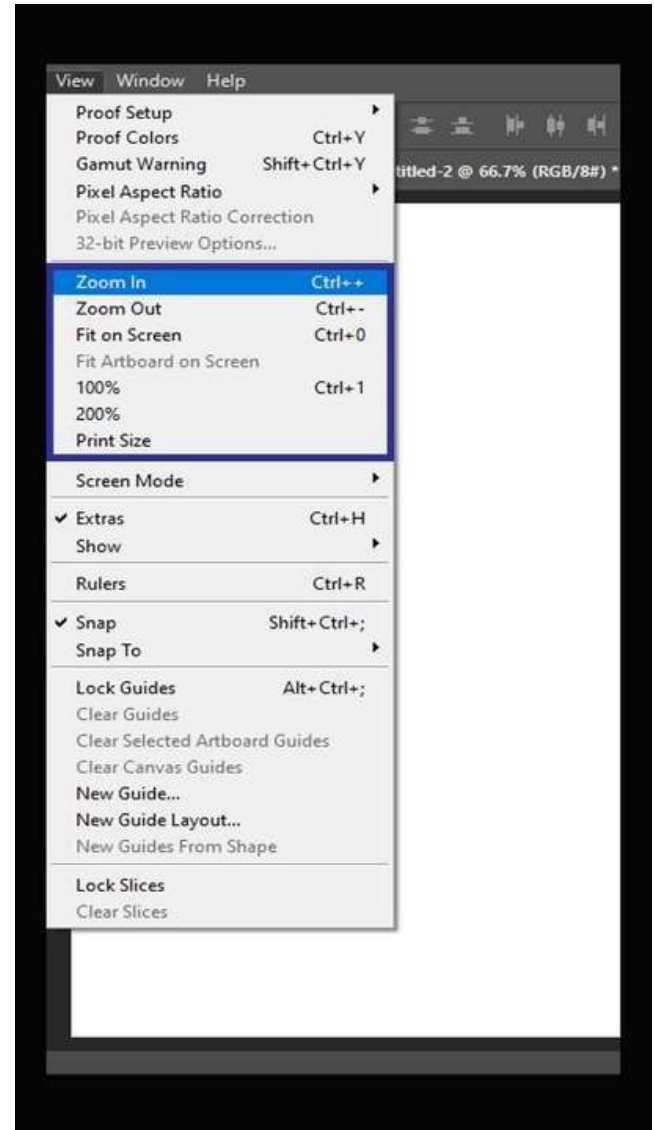 View Window Help
Proof Setup
Proof Colors Ctrl+Y
Gamut Warning Shift+Ctrl+Y
titled-2 @ 66.7% (RGB/8#) *
Pixel Aspect Ratio
Pixel Aspect Ratio Correction
32-bit Preview Options...
Zoom In Ctrl++
Zoom Out Ctrl+-
Fit on Screen Ctrl+0
Fit Artboard on Screen
100% Ctrl+1
200%
Print Size
Screen Mode
Extras Ctrl+H
Show
Rulers Ctrl+R
Snap Shift+Ctrl+;
Snap To
Lock Guides Alt+Ctrl+;
Clear Guides
Clear Selected Artboard Guides
Clear Canvas Guides
New Guide...
New Guide Layout...
New Guides From Shape
Lock Slices
Clear Slices